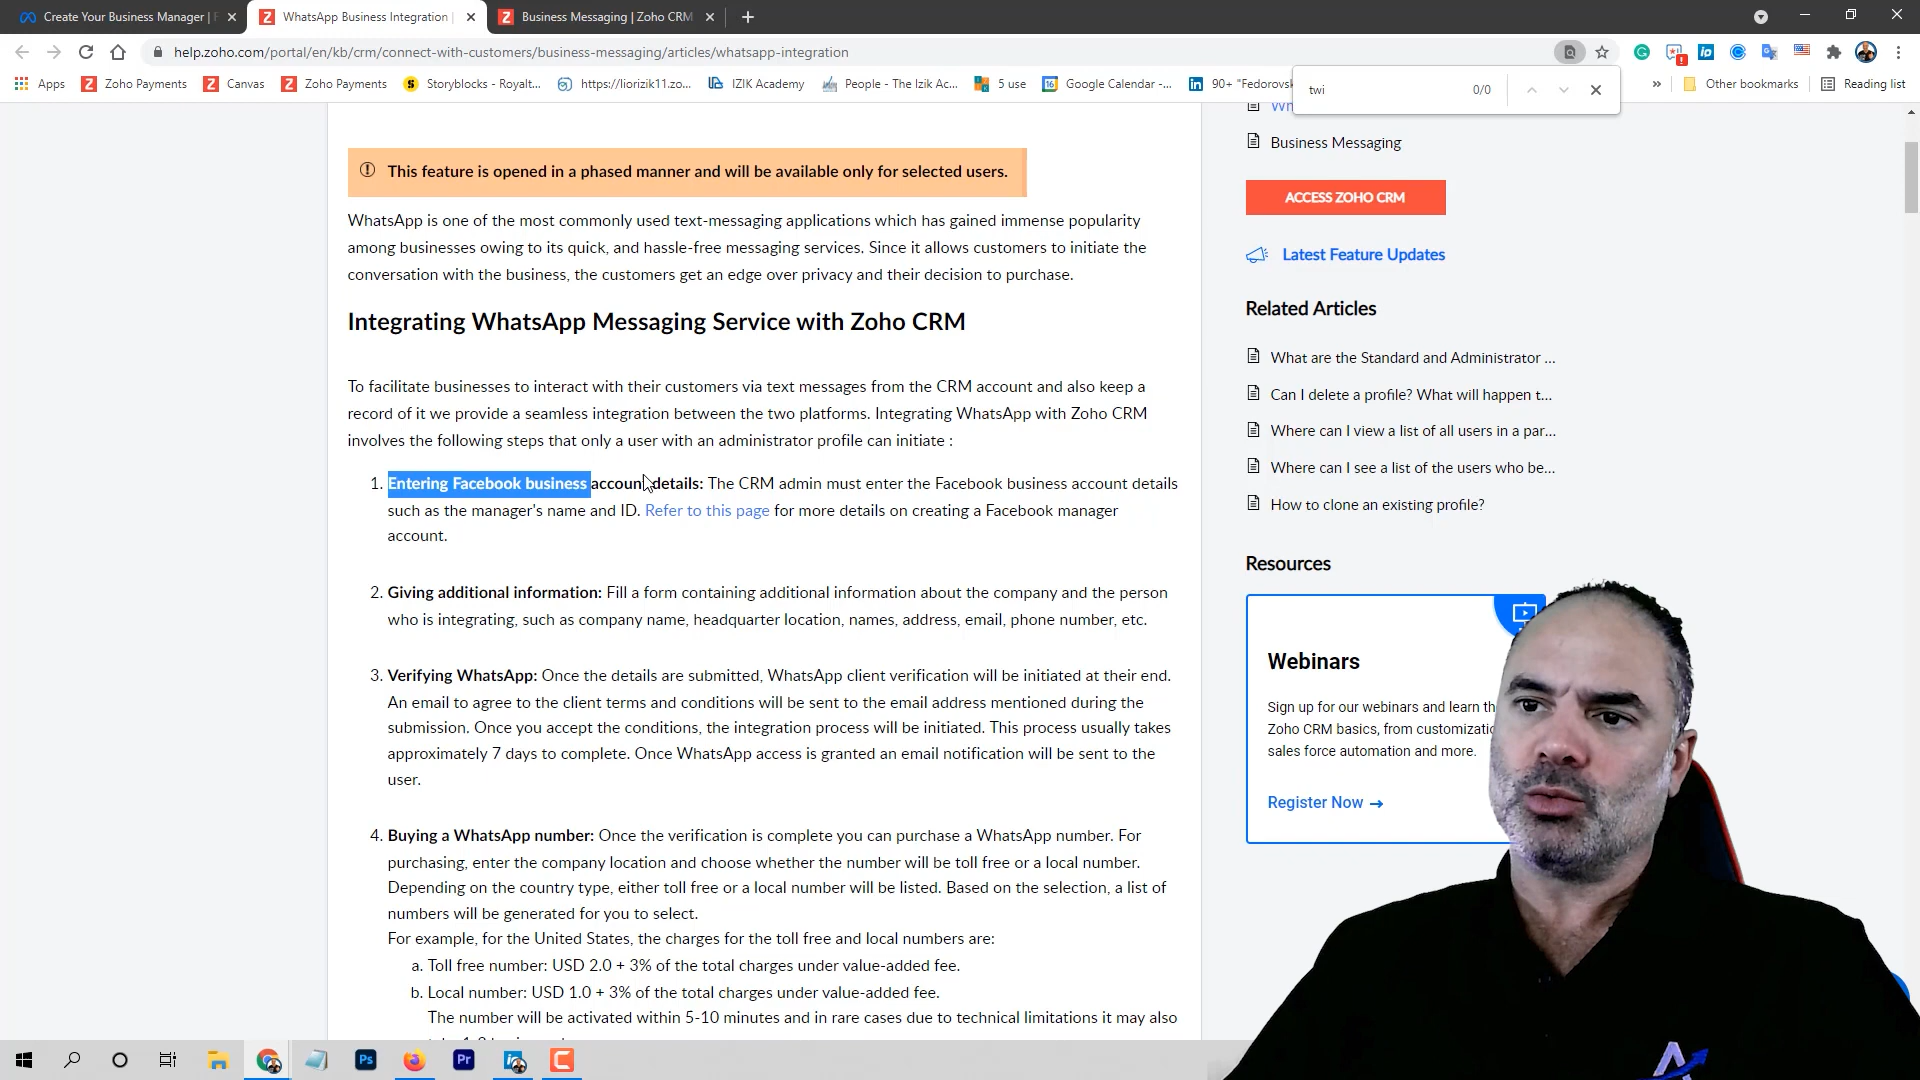 Create Your Business Manager | F
WhatsApp Business Integration |
Business Messaging | Zoho CRM
help.zoho.com/portal/en/kb/crm/connect-with-customers/business-messaging/articles/whatsapp-integration
Apps
Zoho Payments
Canvas
Zoho Payments
Storyblocks - Royalt...
https://liorizik11.zo...
IZIK Academy
People - The Izik Ac...
5 use
Google Calendar -...
90+ "Fedorovsk
Other bookmarks
Reading list
twi
0/0
This feature is opened in a phased manner and will be available only for selected users.
WhatsApp is one of the most commonly used text-messaging applications which has gained immense popularity
among businesses owing to its quick, and hassle-free messaging services. Since it allows customers to initiate the
conversation with the business, the customers get an edge over privacy and their decision to purchase.
Integrating WhatsApp Messaging Service with Zoho CRM
To facilitate businesses to interact with their customers via text messages from the CRM account and also keep a
record of it we provide a seamless integration between the two platforms. Integrating WhatsApp with Zoho CRM
involves the following steps that only a user with an administrator profile can initiate :
1. Entering Facebook business account details: The CRM admin must enter the Facebook business account details
such as the manager's name and ID. Refer to this page for more details on creating a Facebook manager
account.
2. Giving additional information: Fill a form containing additional information about the company and the person
who is integrating, such as company name, headquarter location, names, address, email, phone number, etc.
3. Verifying WhatsApp: Once the details are submitted, WhatsApp client verification will be initiated at their end.
An email to agree to the client terms and conditions will be sent to the email address mentioned during the
submission. Once you accept the conditions, the integration process will be initiated. This process usually takes
approximately 7 days to complete. Once WhatsApp access is granted an email notification will be sent to the
user.
4. Buying a WhatsApp number: Once the verification is complete you can purchase a WhatsApp number. For
purchasing, enter the company location and choose whether the number will be toll free or a local number.
Depending on the country type, either toll free or a local number will be listed. Based on the selection, a list of
numbers will be generated for you to select.
For example, for the United States, the charges for the toll free and local numbers are:
a. Toll free number: USD 2.0 + 3% of the total charges under value-added fee.
b. Local number: USD 1.0 + 3% of the total charges under value-added fee.
The number will be activated within 5-10 minutes and in rare cases due to technical limitations it may also
Business Messaging
ACCESS ZOHO CRM
Latest Feature Updates
Related Articles
What are the Standard and Administrator ...
Can I delete a profile? What will happen t...
Where can I view a list of all users in a par...
Where can I see a list of the users who be...
How to clone an existing profile?
Resources
Webinars
Sign up for our webinars and learn th
Zoho CRM basics, from customizatio
sales force automation and more.
Register Now →